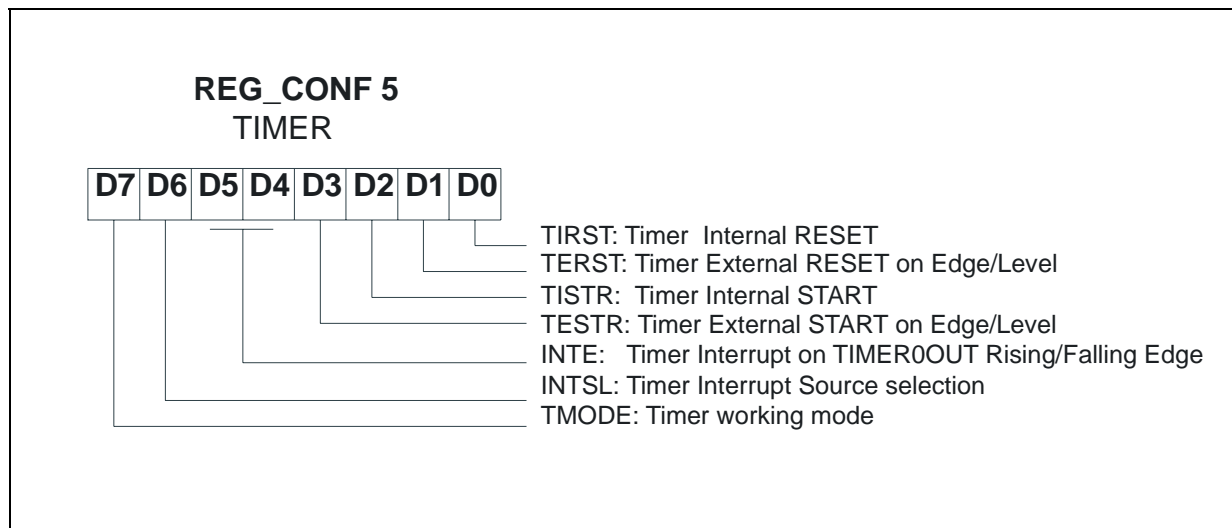 REG_CONF 5
TIMER
D7 D6 D5 D4 D3 D2 D1 D0
TIRST: Timer Internal RESET
TERST: Timer External RESET on Edge/Level
TISTR: Timer Internal START
TESTR: Timer External START on Edge/Level
INTE: Timer Interrupt on TIMER0OUT Rising/Falling Edge
INTSL: Timer Interrupt Source selection
TMODE: Timer working mode